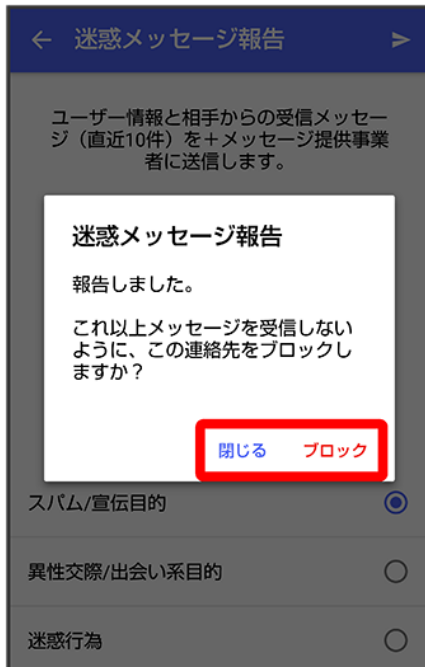 迷惑メッセージ報告
ユーザー情報と相手からの受信メッセー
ジ（直近10件）を＋メッセージ提供事業
者に送信します。
迷惑メッセージ報告
報告しました。
これ以上メッセージを受信しない
ように、この連絡先をブロックし
ますか？
閉じる ブロック
スパム/宣伝目的
異性交際/出会い系目的
迷惑行為